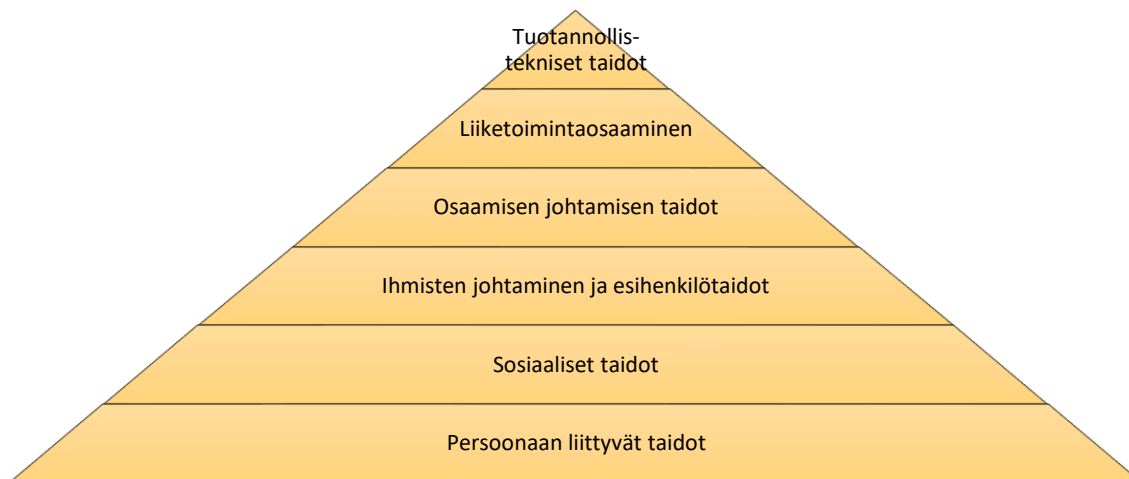 Tuotannollis-
tekniset taidot
Liiketoimintaosaaminen
Osaamisen johtamisen taidot
Ihmisten johtaminen ja esihenkilötaidot
Sosiaaliset taidot
Persoonaan liittyvät taidot